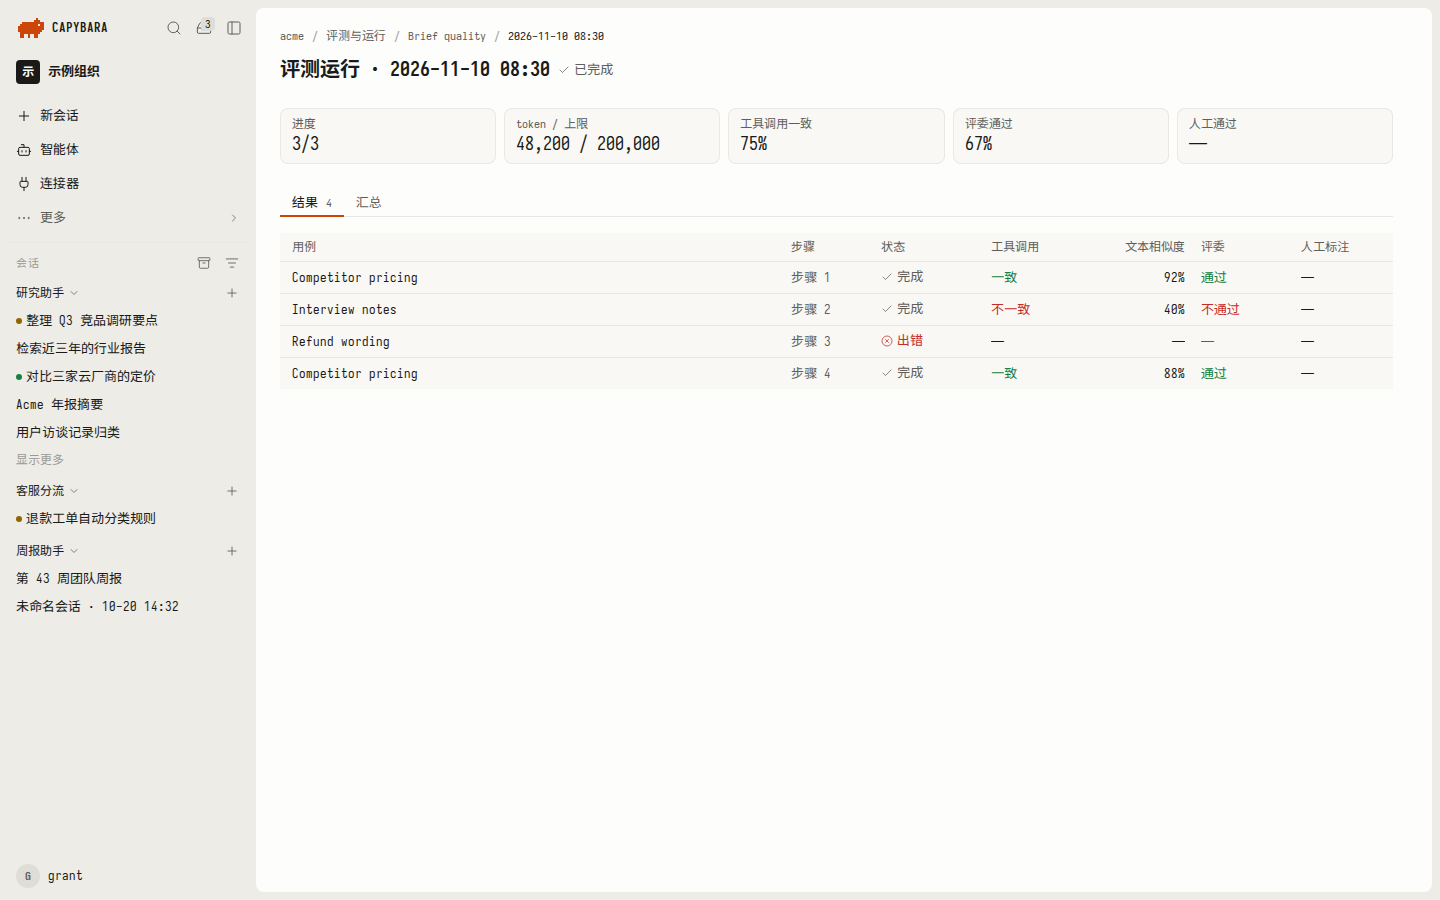 CAPYBARA
3
示 示例组织
新会话
智能体
连接器
更多
会话
研究助手
整理 Q3 竞品调研要点
检索近三年的行业报告
对比三家云厂商的定价
Acme 年报摘要
用户访谈记录归类
显示更多
客服分流
退款工单自动分类规则
周报助手
第 43 周团队周报
未命名会话 · 10-20 14:32
G grant
acme / 评测与运行 / Brief quality / 2026-11-10 08:30
评测运行 · 2026-11-10 08:30 已完成
进度
3/3
token / 上限
48,200 / 200,000
工具调用一致
75%
评委通过
67%
人工通过
—
结果 4 汇总
用例 步骤 状态 工具调用 文本相似度 评委 人工标注
Competitor pricing 步骤 1 完成 一致 92% 通过 —
Interview notes 步骤 2 完成 不一致 40% 不通过 —
Refund wording 步骤 3 出错 — — — —
Competitor pricing 步骤 4 完成 一致 88% 通过 —